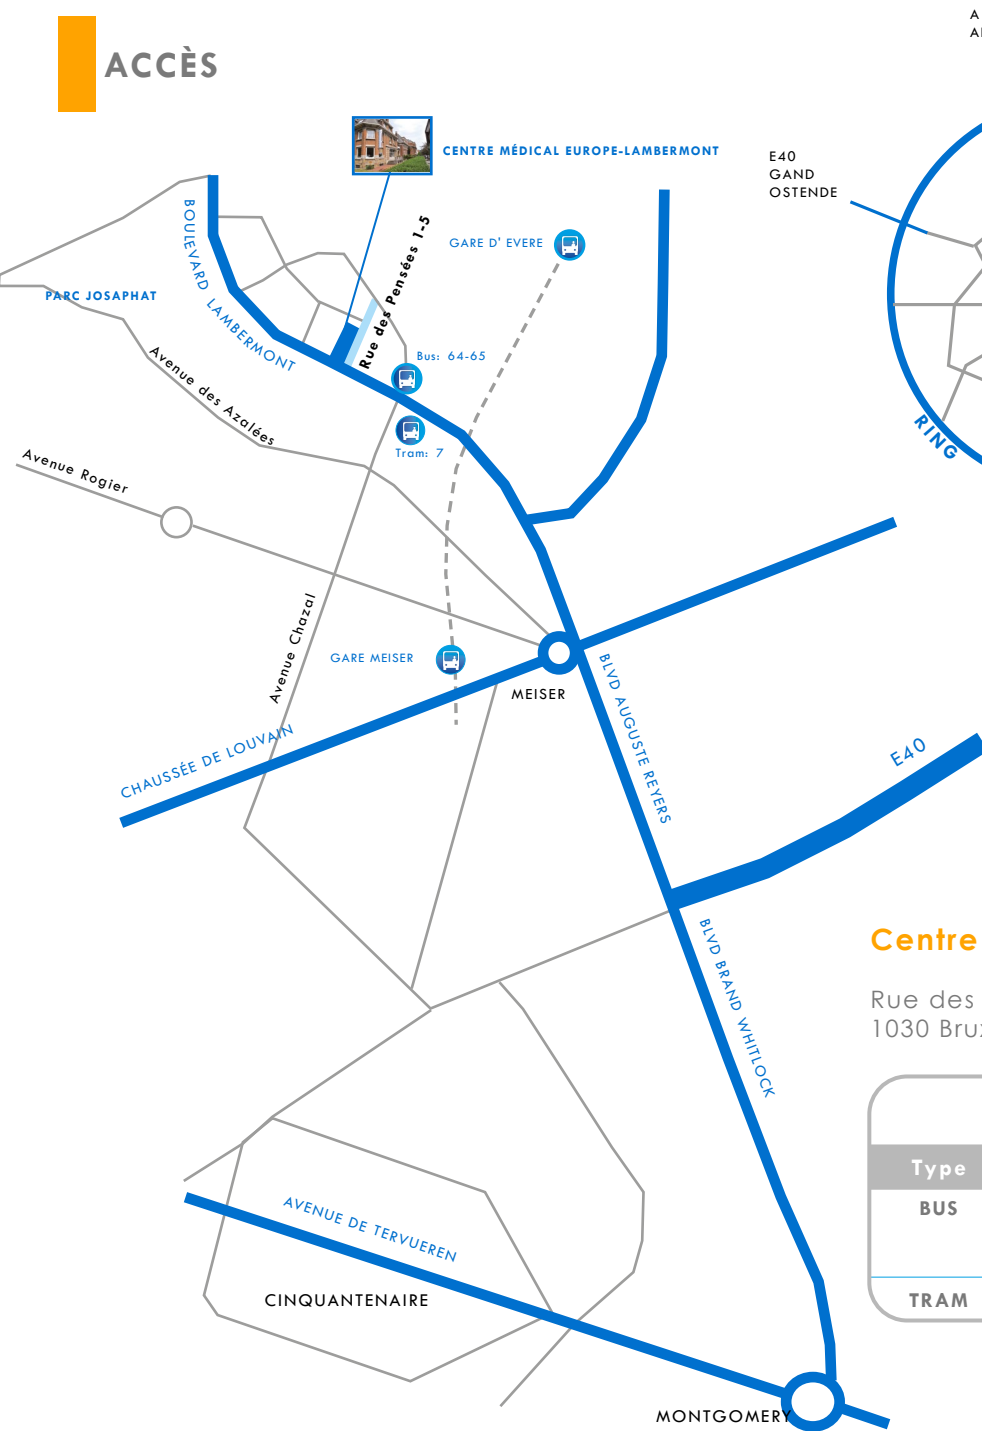 ACCÈS
A
CENTRE MÉDICAL EUROPE-LAMBERMONT
E40
GAND
OSTENDE
BOULEVARD LAMBERMONT
Rue des Pensées 1-5
GARE D' EVERE
PARC JOSAPHAT
Bus: 64-65
Avenue des Azalées
Tram: 7
RING
Avenue Rogier
Avenue Chazal
GARE MEISER
MEISER
BLVD AUGUSTE REYERS
CHAUSSÉE DE LOUVAIN
E40
BLVD BRAND WHITLOCK
Centre
Rue des
1030
Type
BUS
TRAM
AVENUE DE TERVUEREN
CINQUANTENAIRE
MONTGOMERY